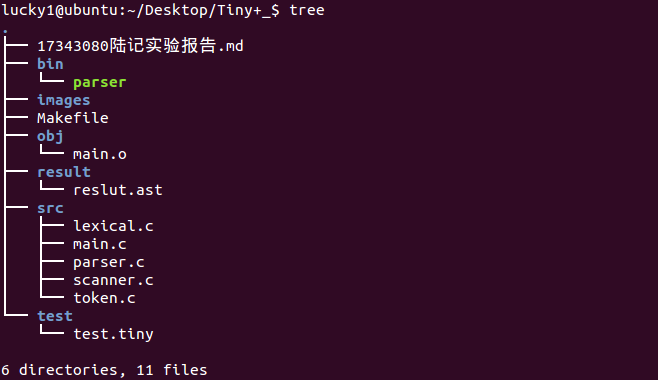 lucky1@ubuntu:~/Desktop/Tiny+_$ tree
.
├── 17343080陆记实验报告.md
├── bin
│   └── parser
├── images
├── Makefile
├── obj
│   └── main.o
├── result
│   └── reslut.ast
├── src
│   ├── lexical.c
│   ├── main.c
│   ├── parser.c
│   ├── scanner.c
│   └── token.c
└── test
    └── test.tiny
6 directories, 11 files